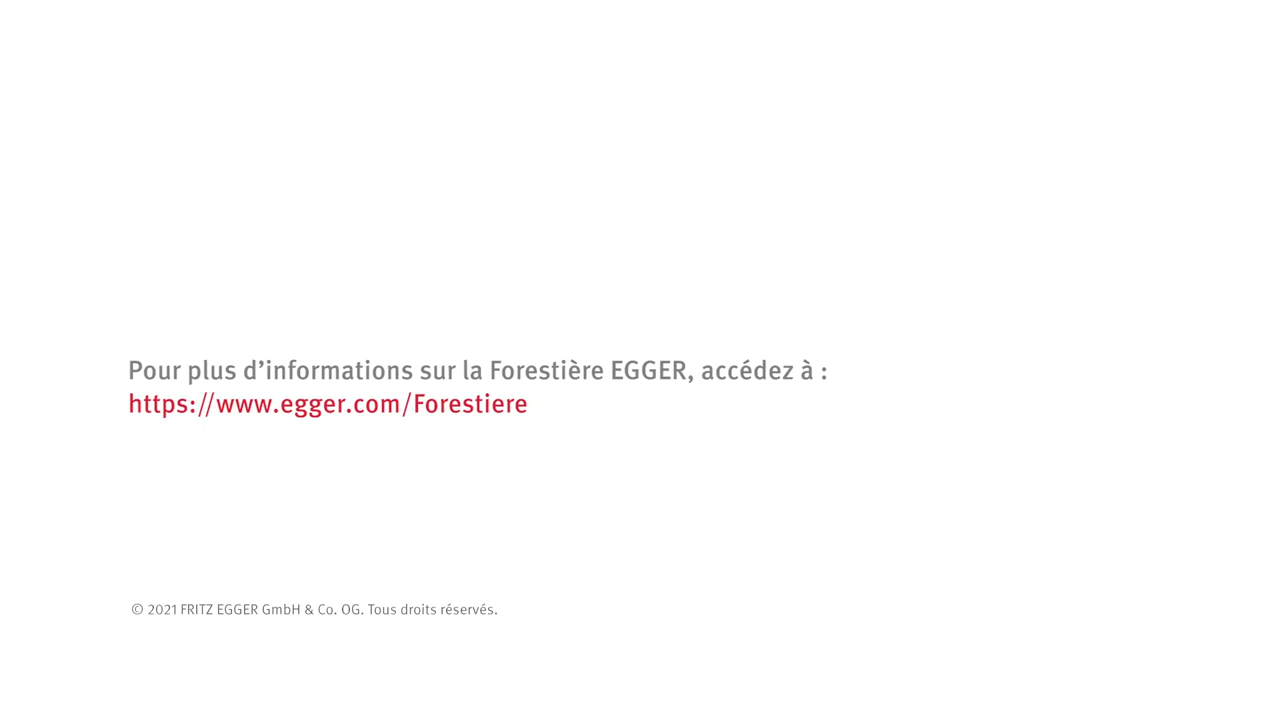 Pour plus d’informations sur la Forestière EGGER, accédez à :
https://www.egger.com/Forestiere
© 2021 FRITZ EGGER GmbH & Co. OG. Tous droits réservés.